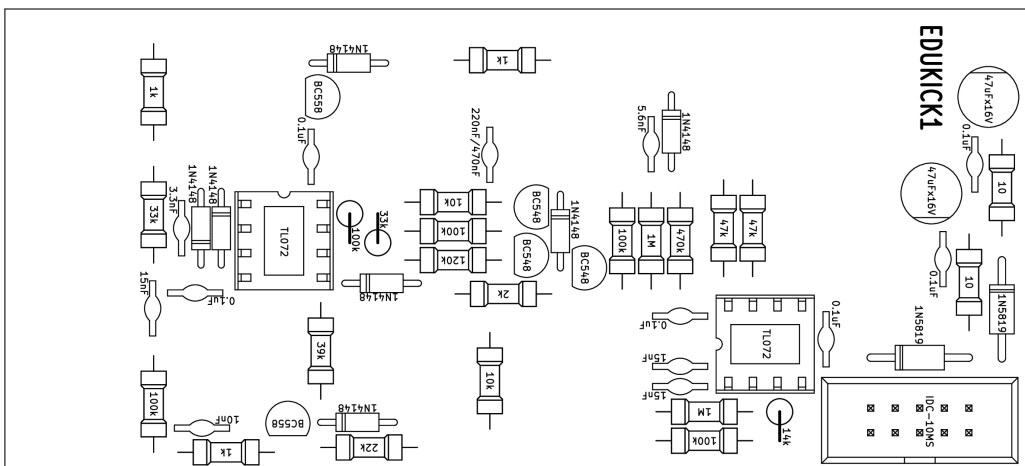 EDUKICK1
1N4148
1k
BC558
47uFx16V
1k
0.1uF
220nF/470nF
5.6nF
1N4148
0.1uF
1N4148
1N4148
3.3nF
33k
TL072
100k
33k
10k
100k
120k
BC548
BC548
1N4148
BC548
100k
1M
470k
47k
47k
47uFx16V
10
15nF
0.1uF
1N4148
2k
0.1uF
10
1N5819
39k
0.1uF
TL072
0.1uF
1N5819
15nF
15nF
10k
100k
10nF
BC558
1N4148
1k
22k
1M
100k
14k
IDC-10MS